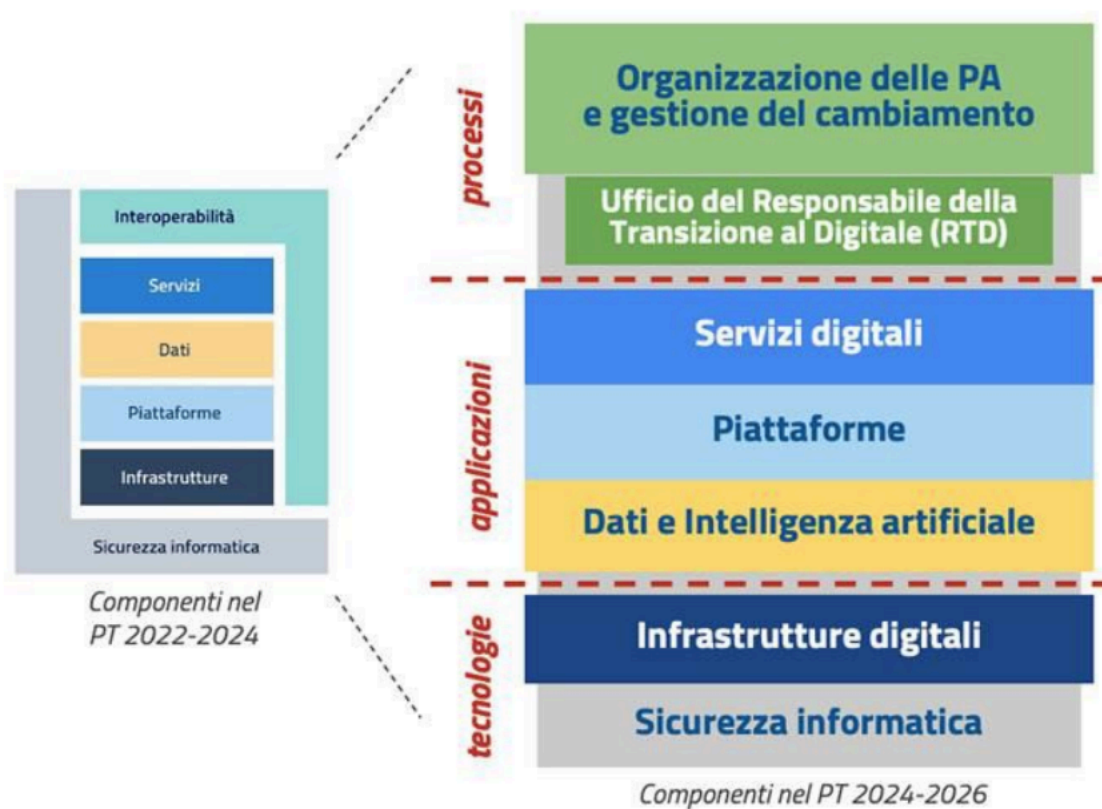 Interoperabilità
Servizi
Dati
Piattaforme
Infrastrutture
Sicurezza informatica
Componenti nel
PT 2022-2024
processi
Organizzazione delle PA
e gestione del cambiamento
Ufficio del Responsabile della
Transizione al Digitale (RTD)
applicazioni
Servizi digitali
Piattaforme
Dati e Intelligenza artificiale
tecnologie
Infrastrutture digitali
Sicurezza informatica
Componenti nel PT 2024-2026